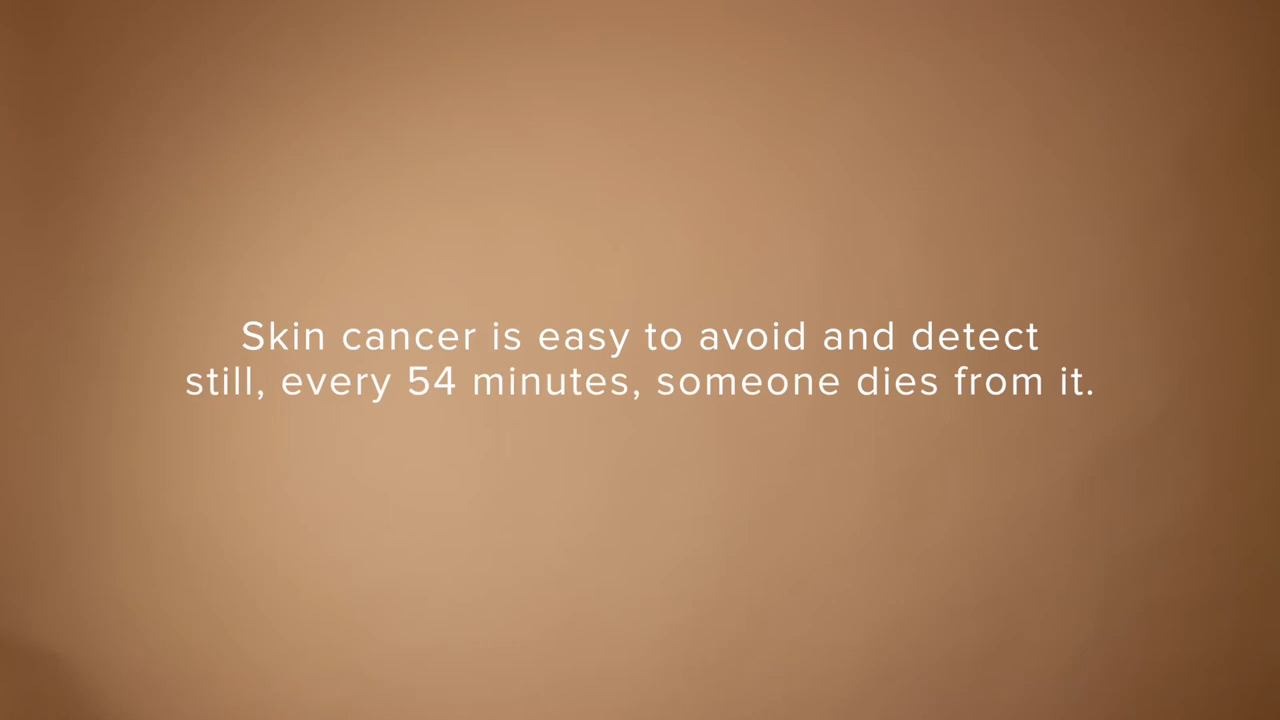 Skin cancer is easy to avoid and detect
still, every 54 minutes, someone dies from it.